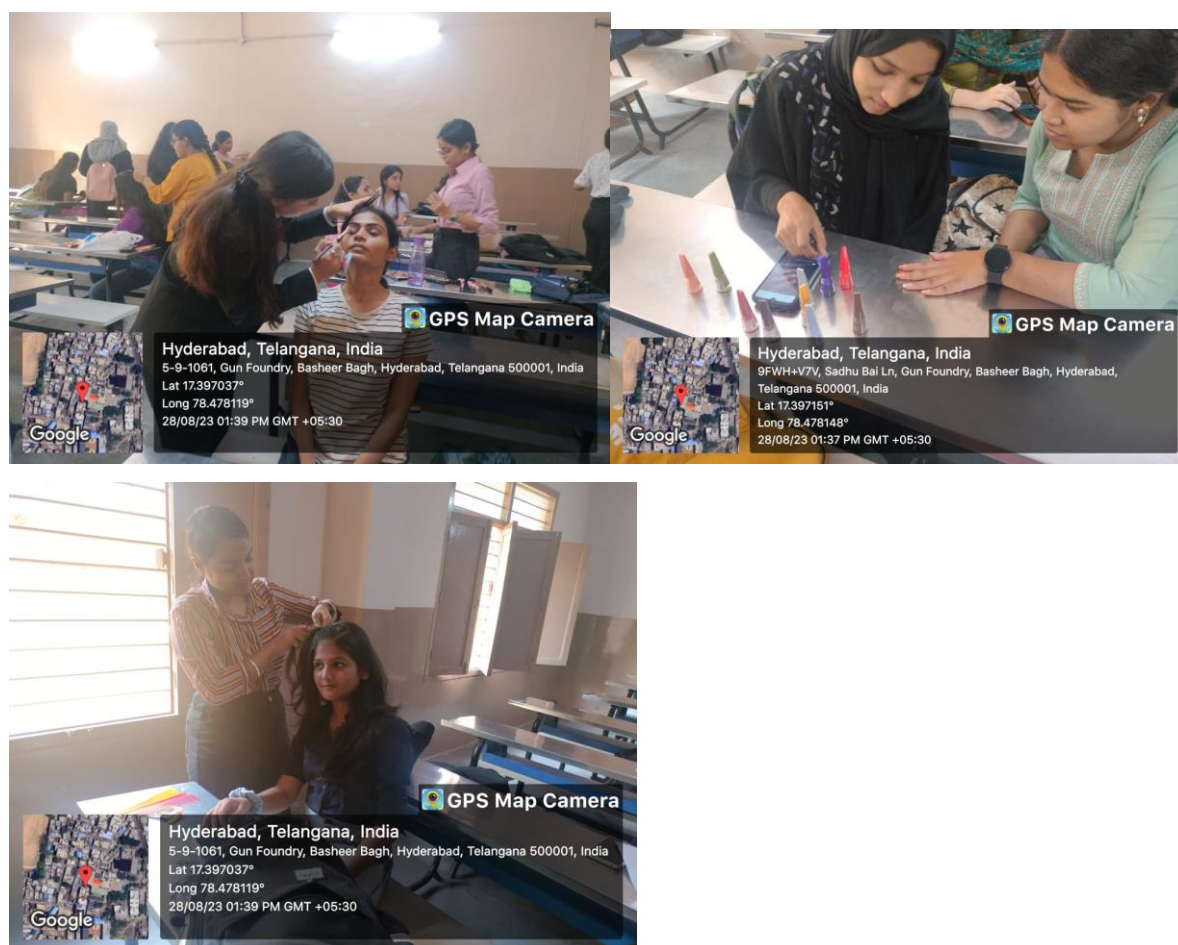 GPS Map Camera
Hyderabad, Telangana, India
5-9-1061, Gun Foundry, Basheer Bagh, Hyderabad, Telangana 500001, India
Lat 17.397037°
Long 78.478119°
28/08/23 01:39 PM GMT +05:30
Google
GPS Map Camera
Hyderabad, Telangana, India
9FWH+V7V, Sadhu Bai Ln, Gun Foundry, Basheer Bagh, Hyderabad,
Telangana 500001, India
Lat 17.397151°
Long 78.478148°
28/08/23 01:37 PM GMT +05:30
Google
GPS Map Camera
Hyderabad, Telangana, India
5-9-1061, Gun Foundry, Basheer Bagh, Hyderabad, Telangana 500001, India
Lat 17.397037°
Long 78.478119°
28/08/23 01:39 PM GMT +05:30
Google